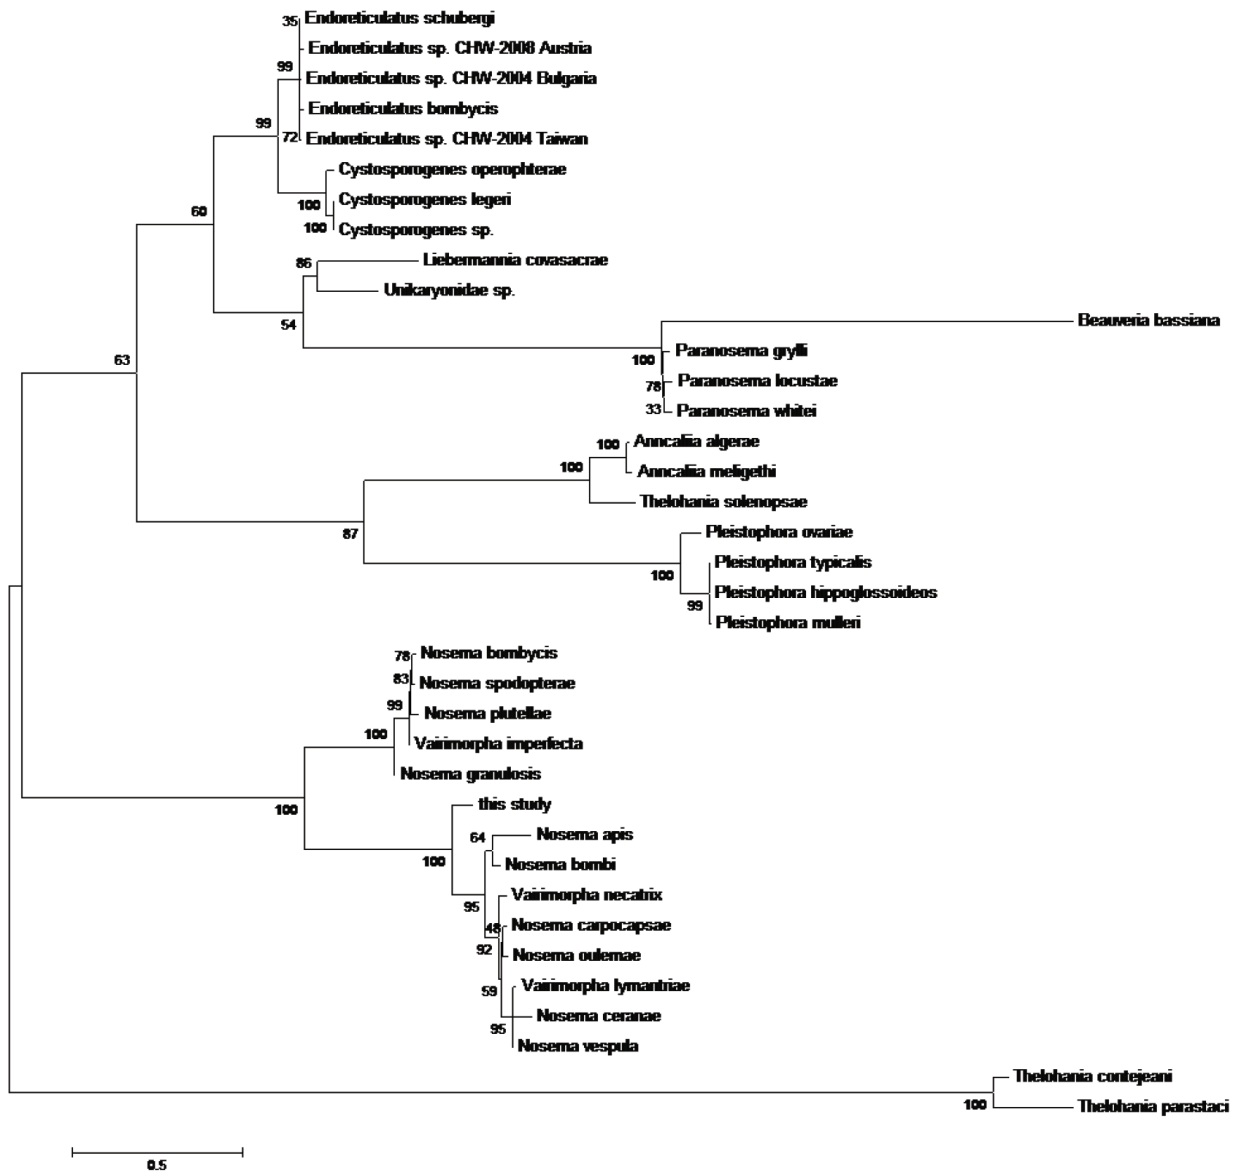 35
Endoreticulatus schubergi
Endoreticulatus sp. CHW-2008 Austria
99
Endoreticulatus sp. CHW-2004 Bulgaria
Endoreticulatus bombycis
99
72
Endoreticulatus sp. CHW-2004 Taiwan
Cystosporogenes operophterae
100
Cystosporogenes legeri
60
100
Cystosporogenes sp.
86
Liebermannia covasacrae
Unikaryonidae sp.
54
Beauveria bassiana
63
100
Paranosema grylli
78
Paranosema locustae
33
Paranosema whitei
100
Anncaliia algerae
100
Anncaliia meligethi
Thelohania solenopsae
87
Pleistophora ovariae
Pleistophora typicalis
100
Pleistophora hippoglossoideos
99
Pleistophora mulleri
78
Nosema bombycis
83
Nosema spodopterae
99
Nosema plutellae
100
Vairimorpha imperfecta
Nosema granulosis
100
this study
64
Nosema apis
100
Nosema bombi
Vairimorpha necatrix
95
48
Nosema carpocapsae
92
Nosema oulemae
59
Vairimorpha lymantriae
95
Nosema ceranae
Nosema vespula
Thelohania contejeani
100
Thelohania parastaci
0.5